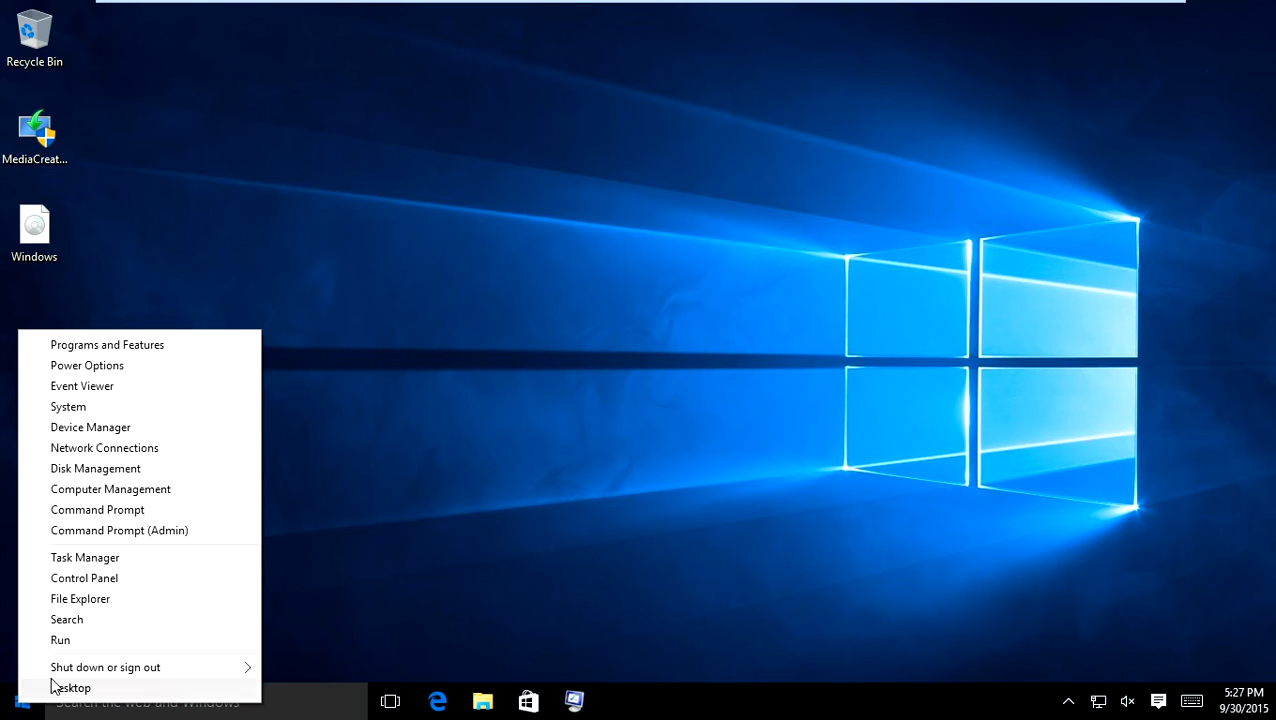 Recycle Bin
MediaCreat...
Windows
Programs and Features
Power Options
Event Viewer
System
Device Manager
Network Connections
Disk Management
Computer Management
Command Prompt
Command Prompt (Admin)
Task Manager
Control Panel
File Explorer
Search
Run
Shut down or sign out
Desktop
Search the web and Windows
5:27 PM
9/30/2015